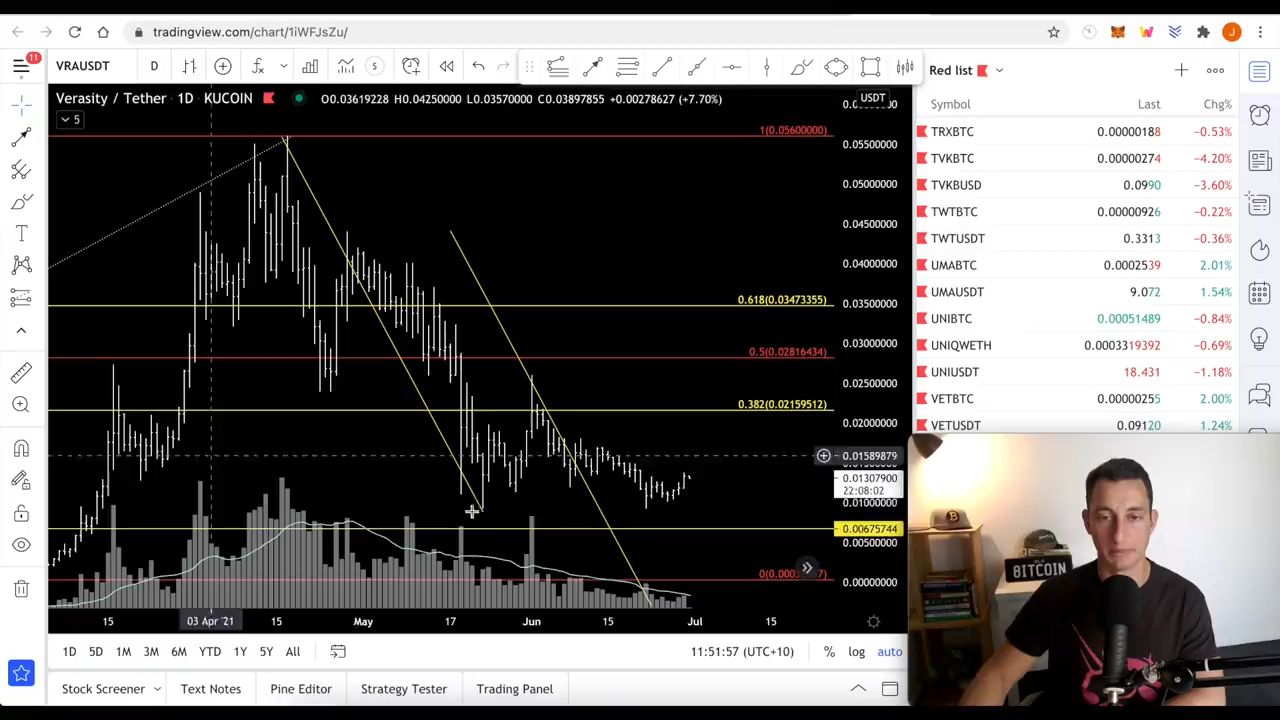 tradingview.com/chart/1iWFJsZu/
11
VRAUSDT
D
S
Red list
Verasity / Tether 1D KUCOIN O0.03619228 H0.04250000 L0.03570000 C0.03897855 +0.00278627 (+7.70%)
USDT
5
Symbol Last Chg%
TRXBTC 0.00000188 −0.53%
TVKBTC 0.00000274 −4.20%
TVKBUSD 0.0990 −3.60%
TWTBTC 0.00000926 −0.22%
TWTUSDT 0.3313 −0.36%
UMABTC 0.0002539 2.01%
UMAUSDT 9.072 1.54%
UNIBTC 0.00051489 −0.84%
UNIQWETH 0.0003319392 −0.69%
UNIUSDT 18.431 −1.18%
VETBTC 0.00000255 2.00%
VETUSDT 0.09120 1.24%
1(0.05600000)
0.618(0.03473355)
0.5(0.02816434)
0.382(0.02159512)
0.05500000
0.05000000
0.04500000
0.04000000
0.03500000
0.03000000
0.02500000
0.02000000
0.01589879
0.01307900
22:08:02
0.01000000
0.00675744
0.00500000
0.00000000
15 03 Apr '21 15 May 17 Jun 15 Jul 15
1D 5D 1M 3M 6M YTD 1Y 5Y All
11:51:57 (UTC+10) % log auto
Stock Screener Text Notes Pine Editor Strategy Tester Trading Panel
BITCOIN
J